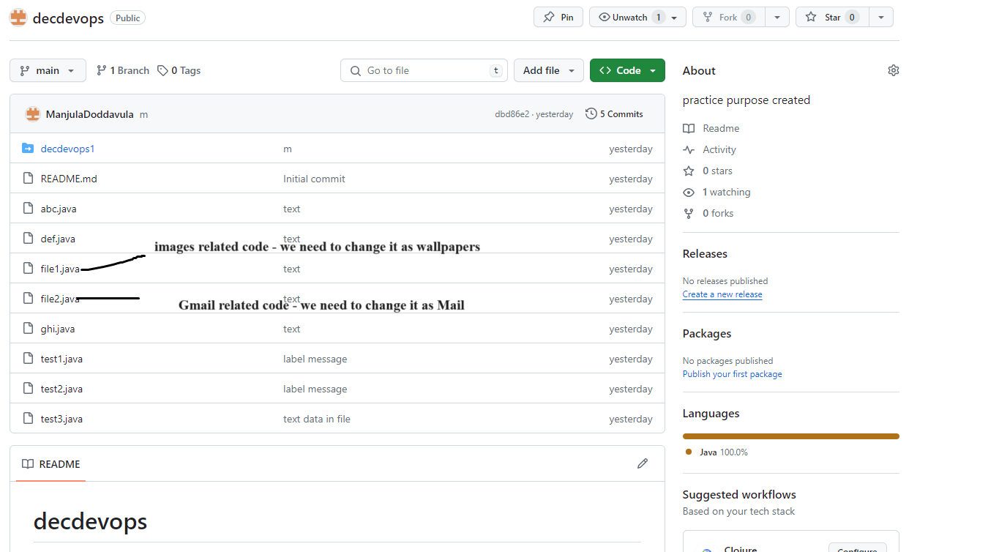 decdevops Public
Pin
Unwatch 1
Fork 0
Star 0
main
1 Branch
0 Tags
Go to file t
Add file
Code
ManjulaDoddavula m
dbd86e2 · yesterday
5 Commits
decdevops1 m yesterday
README.md Initial commit yesterday
abc.java text yesterday
def.java text yesterday
images related code - we need to change it as wallpapers
file1.java text yesterday
file2.java text yesterday
Gmail related code - we need to change it as Mail
ghi.java text yesterday
test1.java label message yesterday
test2.java label message yesterday
test3.java text data in file yesterday
README
decdevops
About
practice purpose created
Readme
Activity
0 stars
1 watching
0 forks
Releases
No releases published
Create a new release
Packages
No packages published
Publish your first package
Languages
Java 100.0%
Suggested workflows
Based on your tech stack
Clojure
Configure